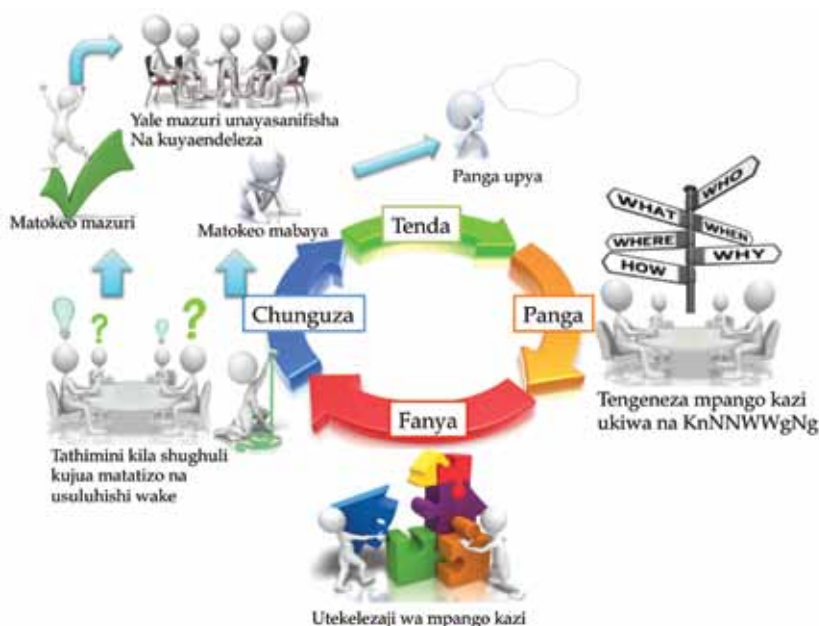 Yale mazuri unayasanifisha
Na kuyaendeleza
Matokeo mazuri
Matokeo mabaya
Panga upya
Tenda
Chunguza
Panga
Fanya
WHO
WHAT
WHEN
WHERE
WHY
HOW
Tengeneza mpango kazi
ukiwa na KnNNWWgNg
Tathimini kila shughuli
kujua matatizo na
usuluhishi wake
Utekelezaji wa mpango kazi